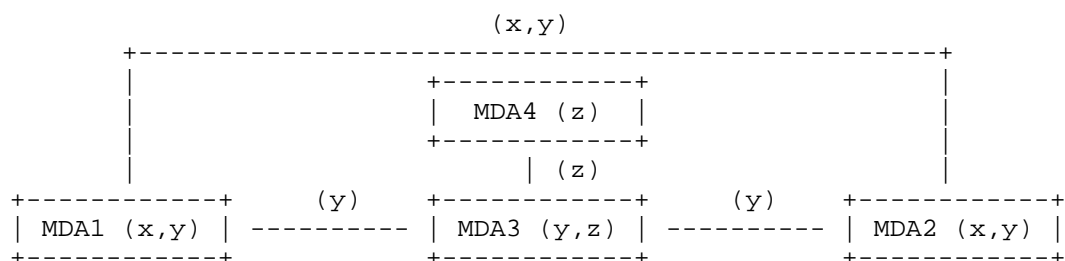 (x,y)
MDA4 (z)
(z)
(y) (y)
MDA1 (x,y) MDA3 (y,z) MDA2 (x,y)